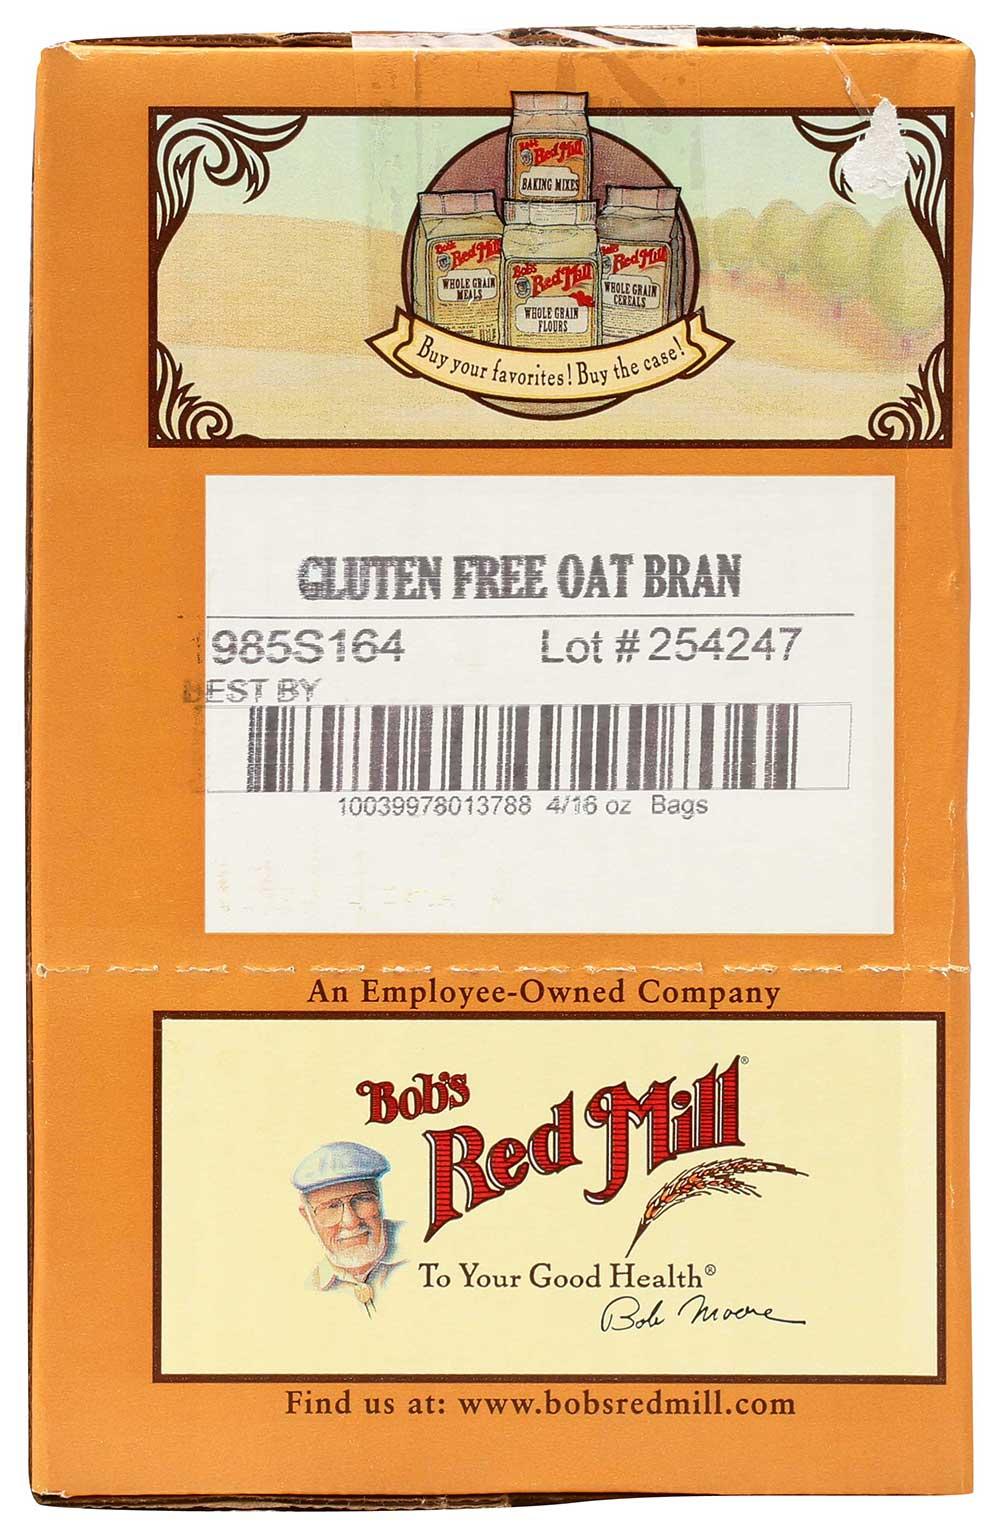 Bob's
Red Mill
BAKING MIXES
Bob's
Red Mill
WHOLE GRAIN
MEALS
Bob's
Red Mill
WHOLE GRAIN
FLOURS
Bob's
Red Mill
WHOLE GRAIN
CEREALS
Buy your favorites! Buy the case!
GLUTEN FREE OAT BRAN
985S164 Lot # 254247
BEST BY
10039978013788 4/16 oz Bags
An Employee-Owned Company
Bob's
Red Mill®
To Your Good Health®
Bob Moore
Find us at: www.bobsredmill.com